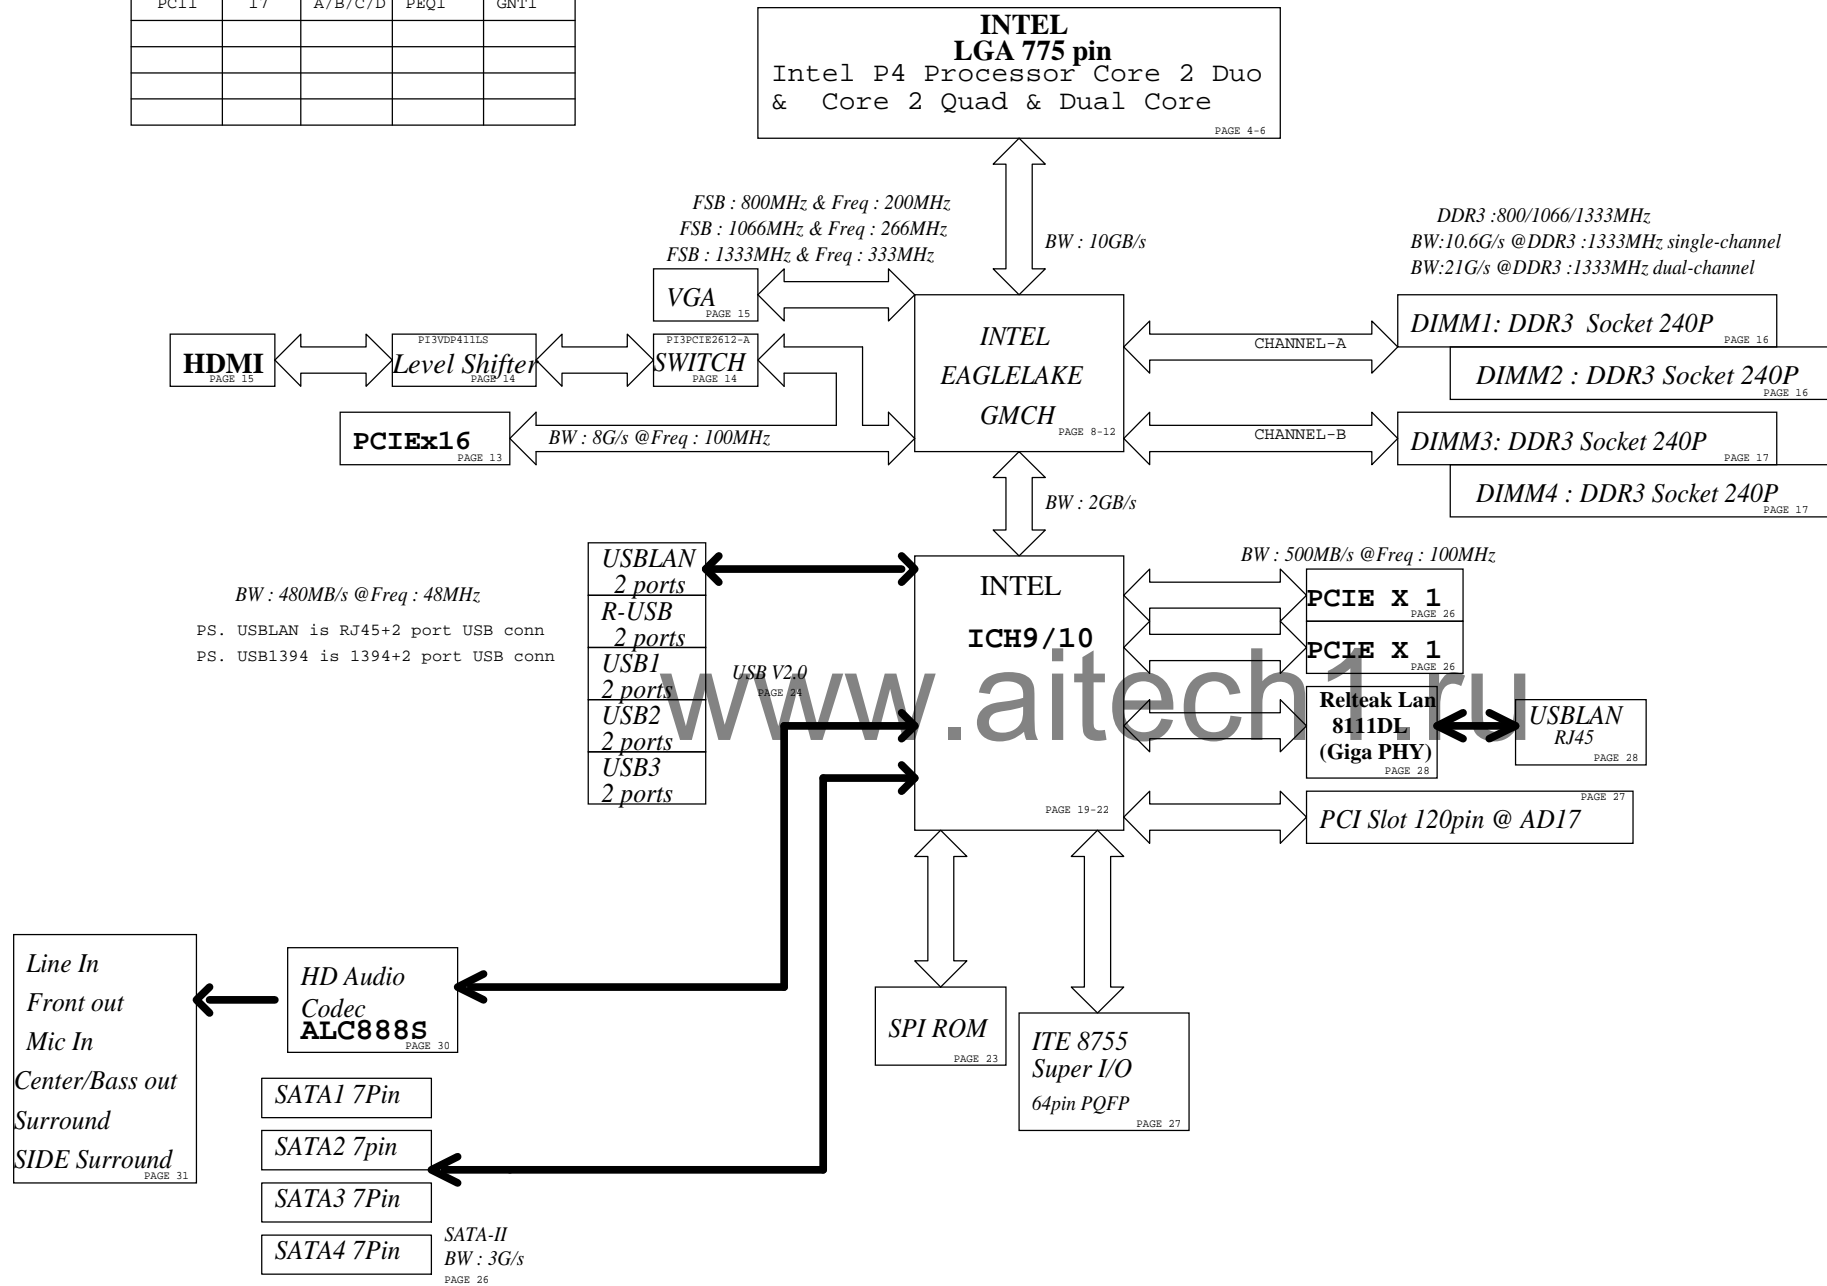 PCI1 17 A/B/C/D PEQ1 GNT1
INTEL
LGA 775 pin
Intel P4 Processor Core 2 Duo
& Core 2 Quad & Dual Core
PAGE 4-6
FSB : 800MHz & Freq : 200MHz
FSB : 1066MHz & Freq : 266MHz
FSB : 1333MHz & Freq : 333MHz
BW : 10GB/s
DDR3 :800/1066/1333MHz
BW:10.6G/s @DDR3 :1333MHz single-channel
BW:21G/s @DDR3 :1333MHz dual-channel
VGA
PAGE 15
HDMI
PAGE 15
PI3VDP411LS
Level Shifter
PAGE 14
PI3PCIE2612-A
SWITCH
PAGE 14
PCIEx16
PAGE 13
BW : 8G/s @Freq : 100MHz
INTEL
EAGLELAKE
GMCH
PAGE 8-12
CHANNEL-A
CHANNEL-B
DIMM1: DDR3 Socket 240P
PAGE 16
DIMM2 : DDR3 Socket 240P
PAGE 16
DIMM3: DDR3 Socket 240P
PAGE 17
DIMM4 : DDR3 Socket 240P
PAGE 17
BW : 2GB/s
BW : 480MB/s @Freq : 48MHz
PS. USBLAN is RJ45+2 port USB conn
PS. USB1394 is 1394+2 port USB conn
USBLAN
2 ports
R-USB
2 ports
USB1
2 ports
USB2
2 ports
USB3
2 ports
USB V2.0
PAGE 24
INTEL
ICH9/10
PAGE 19-22
BW : 500MB/s @Freq : 100MHz
PCIE X 1
PAGE 26
PCIE X 1
PAGE 26
www.aitech1.ru
Relteak Lan
8111DL
(Giga PHY)
PAGE 28
USBLAN
RJ45
PAGE 28
PAGE 27
PCI Slot 120pin @ AD17
Line In
Front out
Mic In
Center/Bass out
Surround
SIDE Surround
PAGE 31
HD Audio
Codec
ALC888S
PAGE 30
SPI ROM
PAGE 23
ITE 8755
Super I/O
64pin PQFP
PAGE 27
SATA1 7Pin
SATA2 7pin
SATA3 7Pin
SATA4 7Pin
SATA-II
BW : 3G/s
PAGE 26